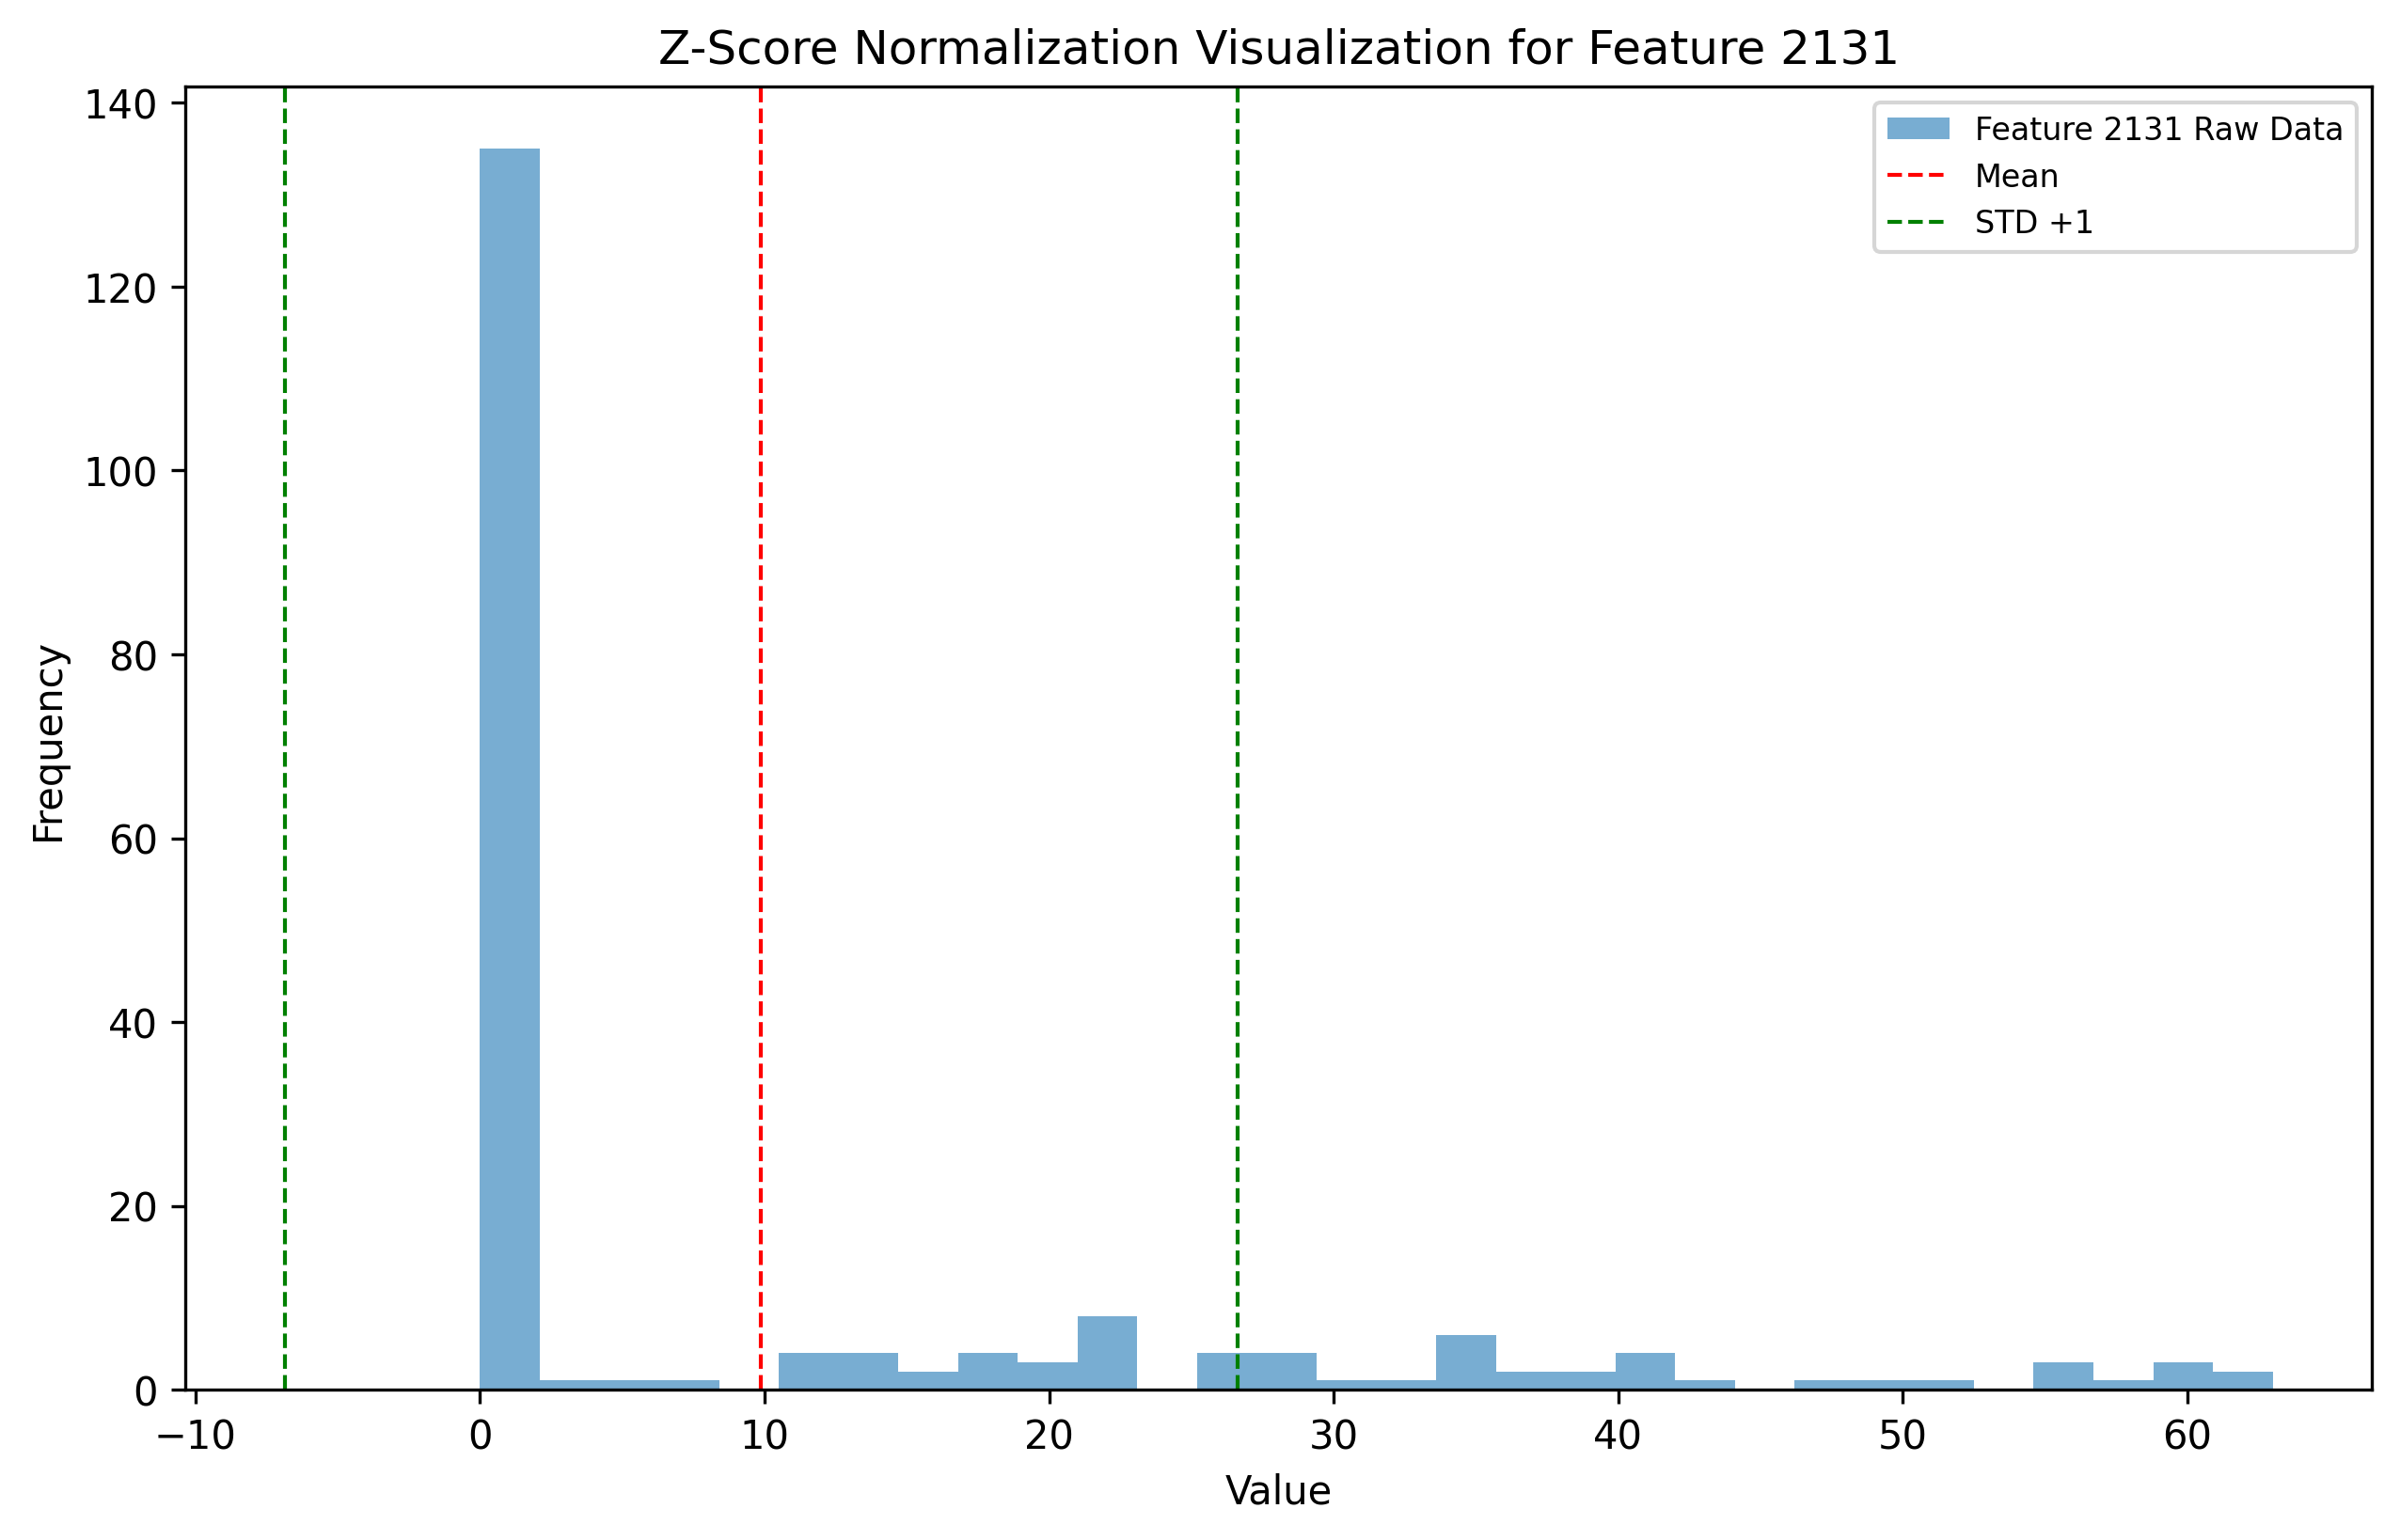 Z-Score Normalization Visualization for Feature 2131
Feature 2131 Raw Data
Mean
STD +1
140
120
100
80
60
40
20
0
Frequency
−10
0
10
20
30
40
50
60
Value